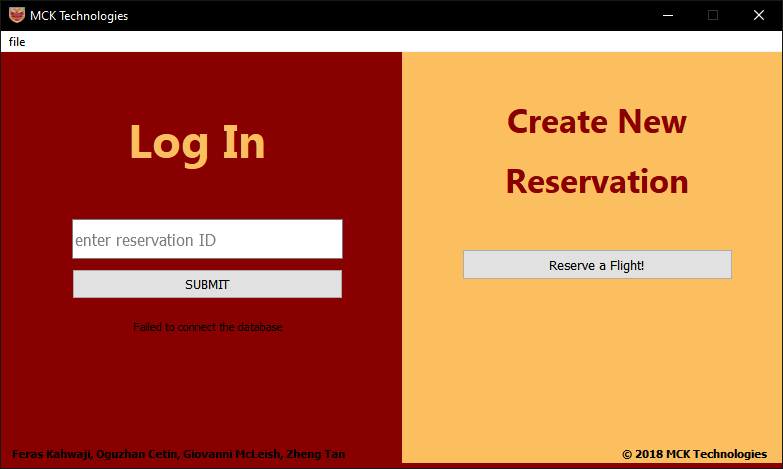 MCK Technologies
file
Log In
enter reservation ID
SUBMIT
Failed to connect the database
Feras Kahwaji, Oguzhan Cetin, Giovanni McLeish, Zheng Tan
Create New
Reservation
Reserve a Flight!
© 2018 MCK Technologies